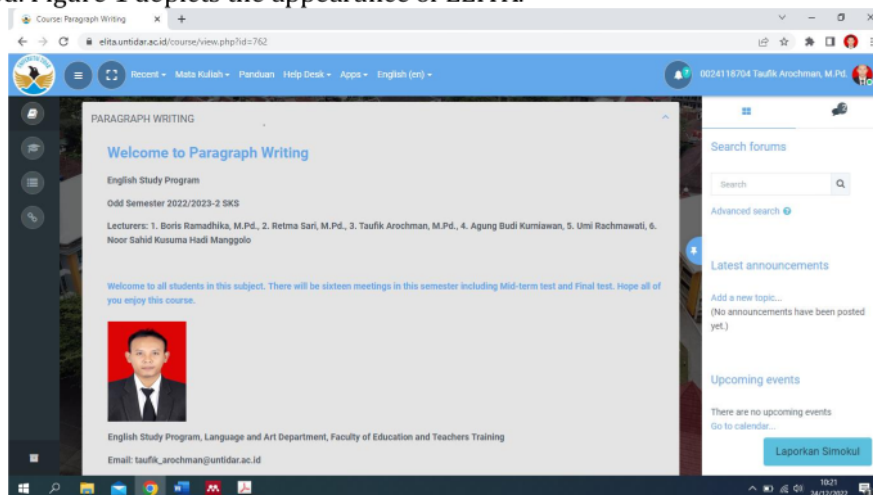 Figure 1 depicts the appearance of
Course: Paragraph Writing
elita.untidar.ac.id/course/view.php?id=762
Recent Mata Kuliah Panduan Help Desk Apps English (en)
0024118704 Taufik Arochman, M.Pd.
PARAGRAPH WRITING
Welcome to Paragraph Writing
English Study Program
Odd Semester 2022/2023-2 SKS
Lecturers: 1. Boris Ramadhika, M.Pd., 2. Retma Sari, M.Pd., 3. Taufik Arochman, M.Pd., 4. Agung Budi Kurniawan, 5. Umi Rachmawati, 6.
Noor Sahid Kusuma Hadi Manggolo
Welcome to all students in this subject. There will be sixteen meetings in this semester including Mid-term test and Final test. Hope all of
you enjoy this course.
English Study Program, Language and Art Department, Faculty of Education and Teachers Training
Email: taufik_arochman@untidar.ac.id
Search forums
Search
Advanced search
Latest announcements
Add a new topic...
(No announcements have been posted
yet.)
Upcoming events
There are no upcoming events
Go to calendar...
Laporkan Simokul
10:21
24/12/2022